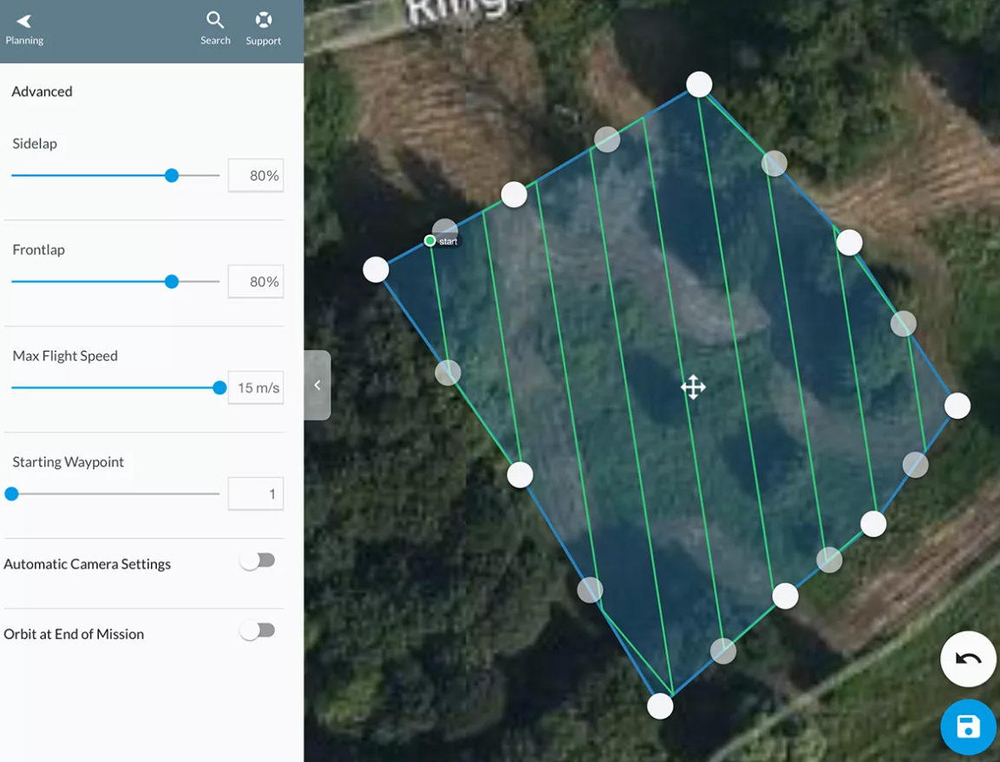 Planning
Search
Support
Advanced
Sidelap
80%
Frontlap
80%
Max Flight Speed
15 m/s
Starting Waypoint
1
Automatic Camera Settings
Orbit at End of Mission
start